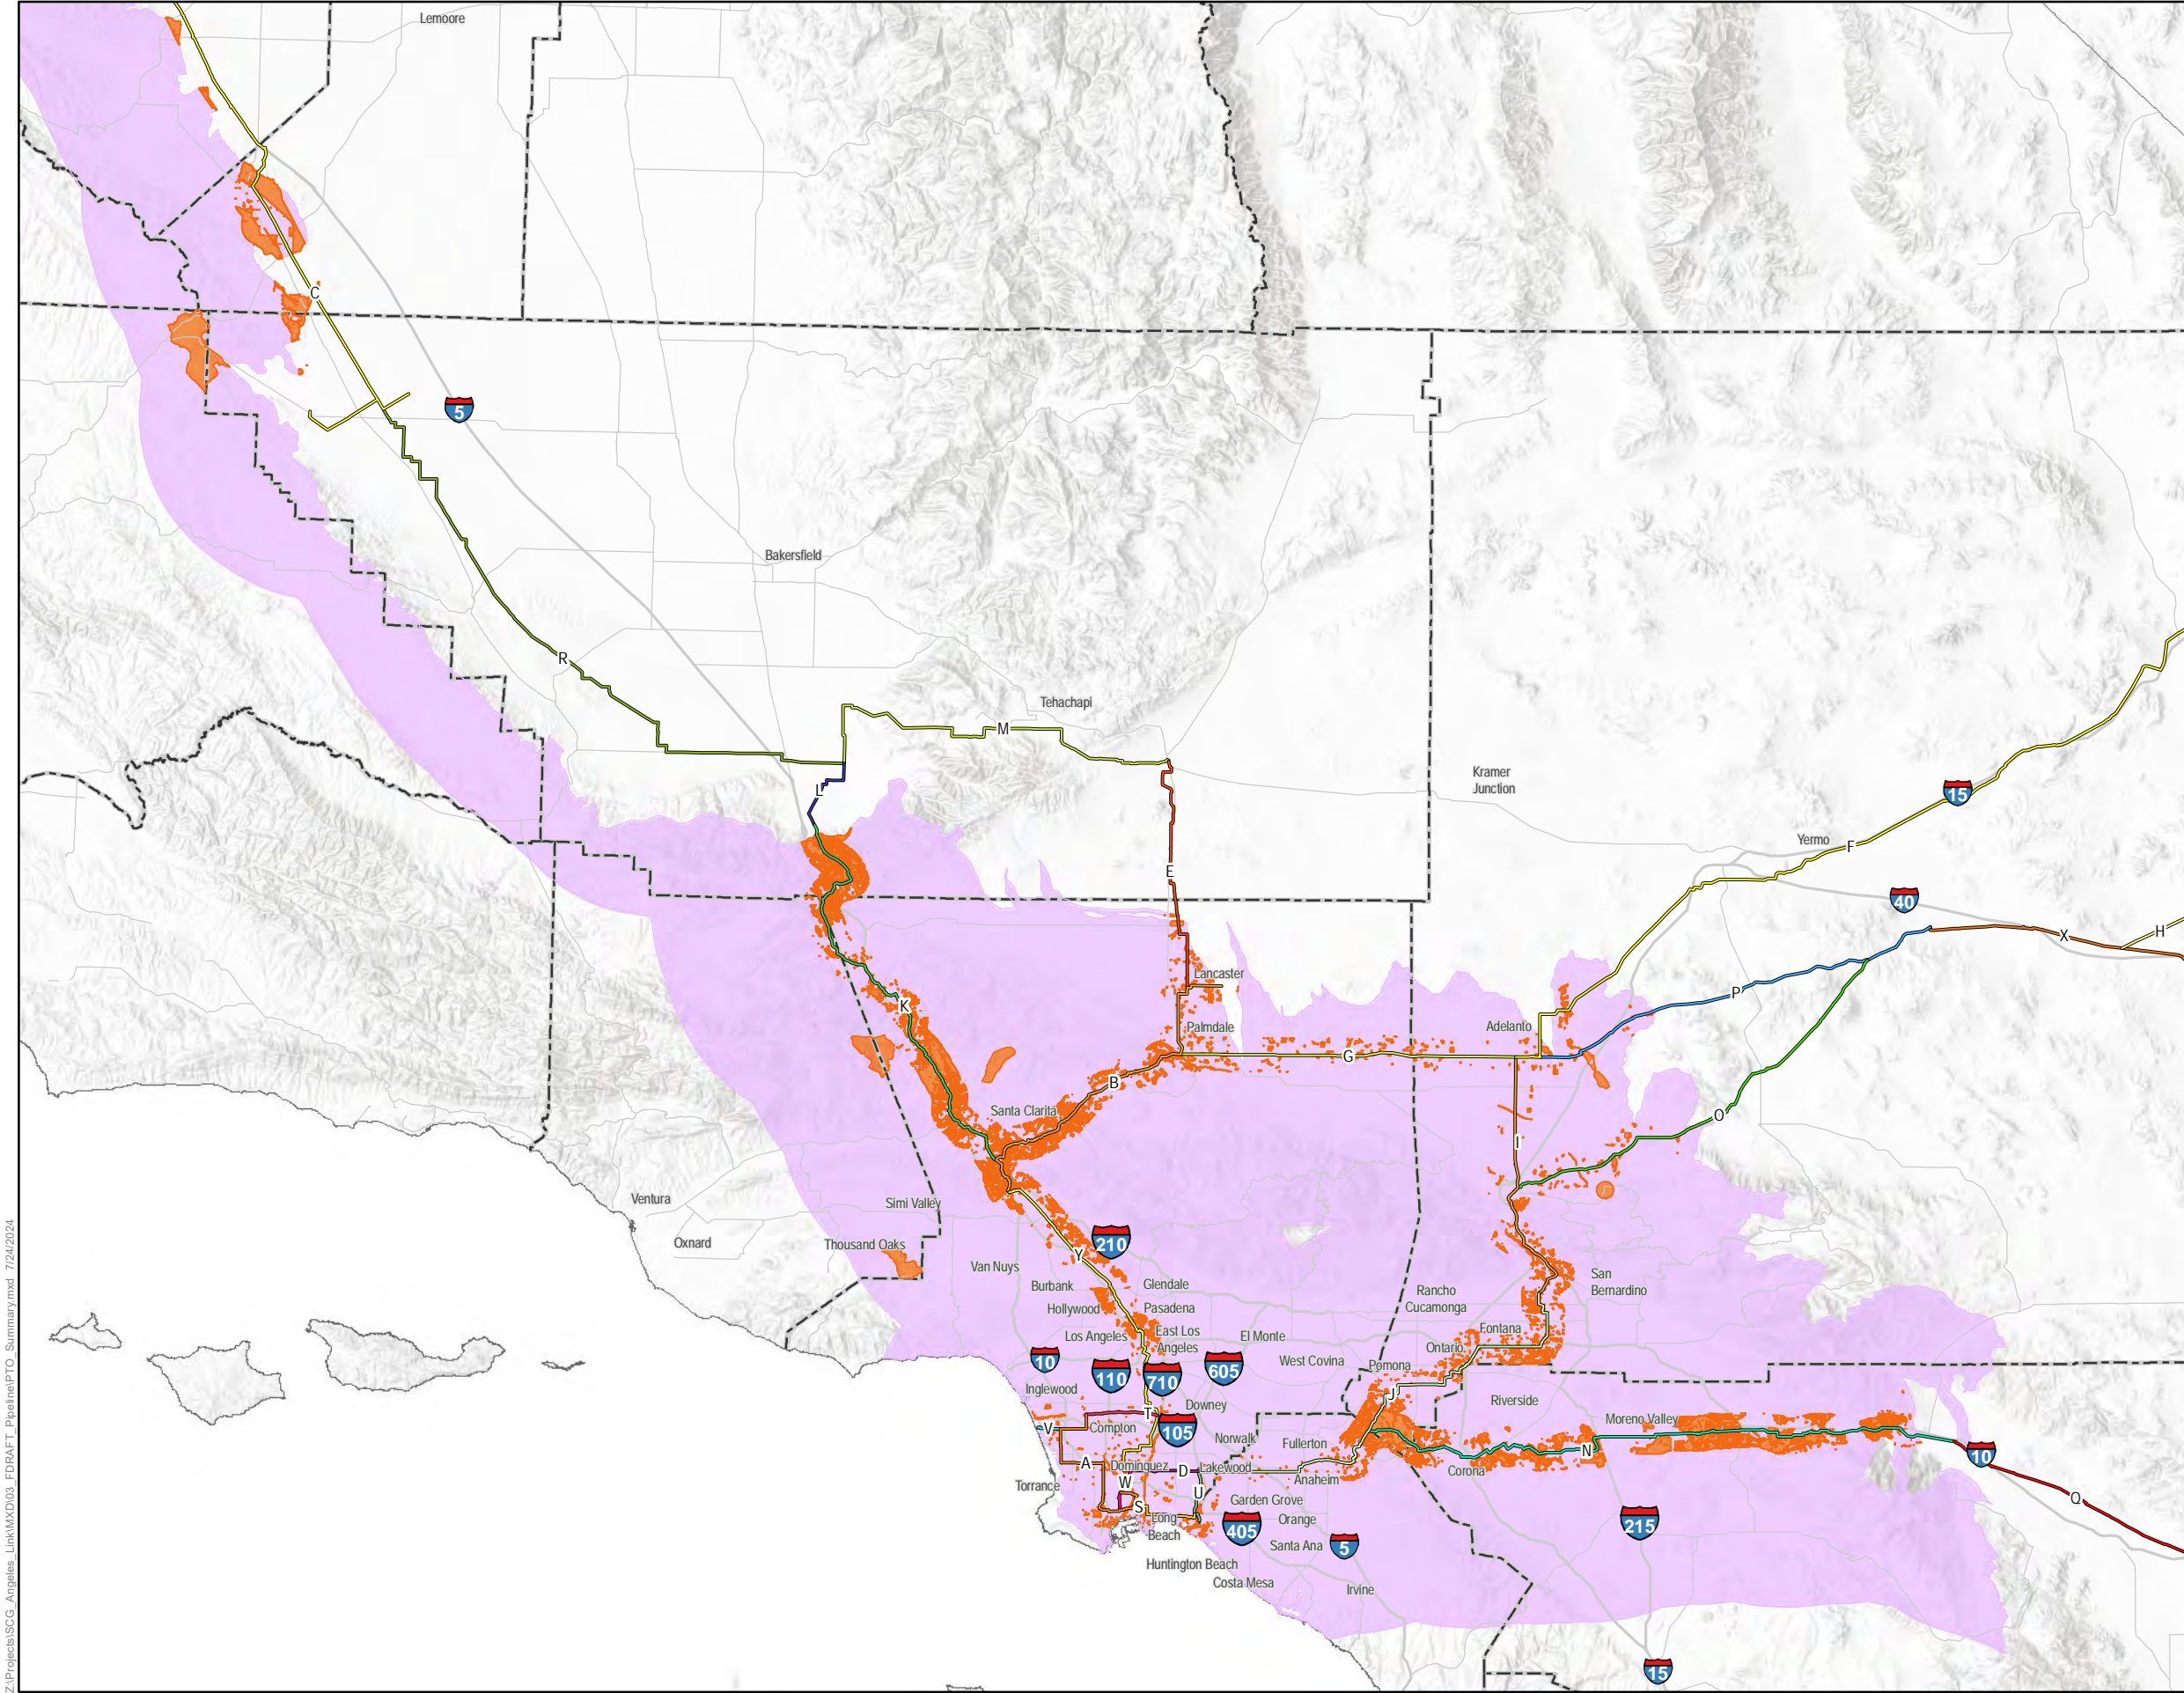 Lemoore
C
5
Bakersfield
R
Tehachapi
M
L
Kramer
Junction
15
Yermo
F
E
40
H
X
Lancaster
P
K
Palmdale
Adelanto
G
B
Santa Clarita
O
I
Ventura
Simi Valley
Oxnard
Thousand Oaks
210
Y
Van Nuys
San
Bernardino
Burbank
Glendale
Rancho
Cucamonga
Hollywood
Pasadena
Los Angeles
East Los
Angeles
El Monte
Fontana
Ontario
10
110
710
605
West Covina
Pomona
Inglewood
J
Riverside
Downey
T
Moreno Valley
V
Compton
105
Norwalk
Fullerton
N
10
A
Dominguez
D
Lakewood
Anaheim
Corona
Torrance
W
U
Q
S
Garden Grove
Long
Beach
405
Orange
215
Santa Ana
5
Huntington Beach
Costa Mesa
Irvine
15
Z:\Projects\SCG_Angeles_Link\MXD\03_FDRAFT_Pipeline\PTO_Summary.mxd 7/24/2024